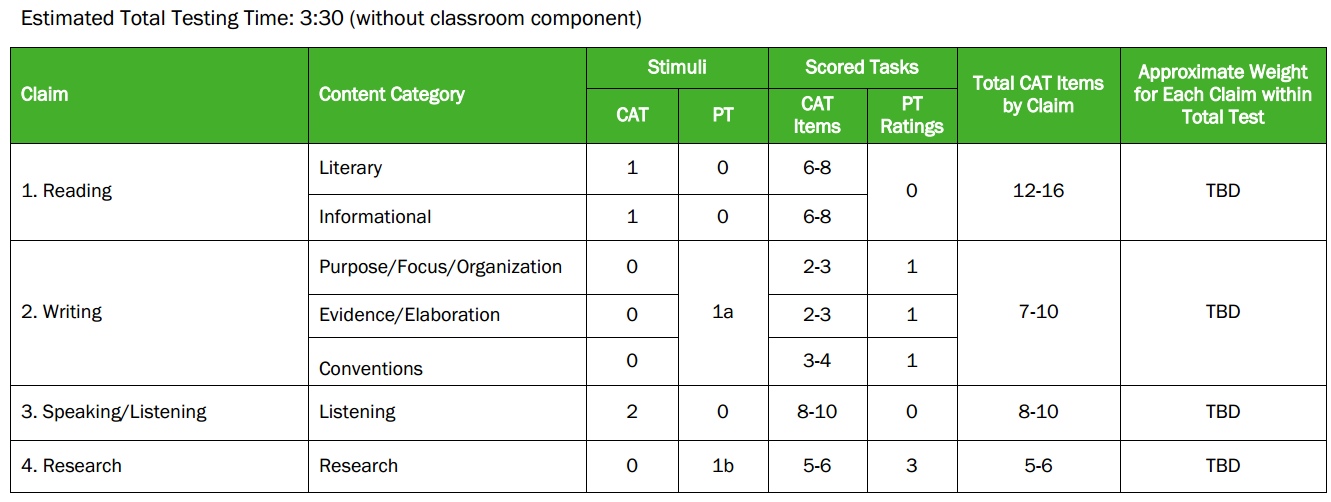 Estimated Total Testing Time: 3:30 (without classroom component)
Claim
Content Category
Stimuli
Scored Tasks
Total CAT Items
by Claim
Approximate Weight
for Each Claim within
Total Test
CAT
PT
CAT
Items
PT
Ratings
1. Reading
Literary
1
0
6-8
0
12-16
TBD
Informational
1
0
6-8
2. Writing
Purpose/Focus/Organization
0
1a
2-3
1
7-10
TBD
Evidence/Elaboration
0
2-3
1
Conventions
0
3-4
1
3. Speaking/Listening
Listening
2
0
8-10
0
8-10
TBD
4. Research
Research
0
1b
5-6
3
5-6
TBD